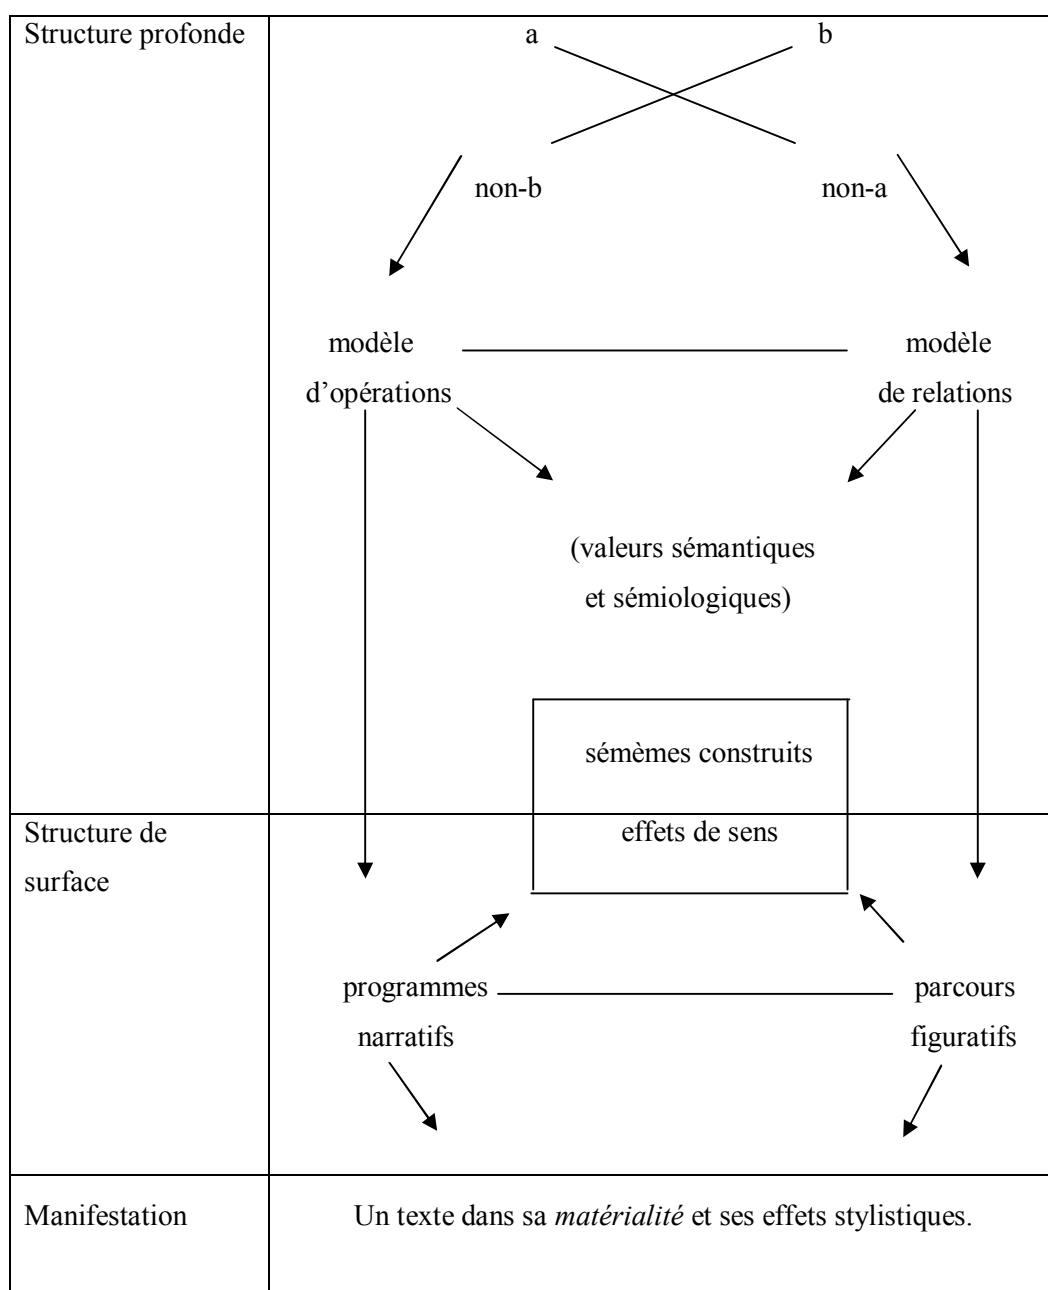 Structure profonde
a b
non-b non-a
modèle modèle
d’opérations de relations
(valeurs sémantiques
et sémiologiques)
sémèmes construits
Structure de effets de sens
surface
programmes parcours
narratifs figuratifs
Manifestation Un texte dans sa matérialité et ses effets stylistiques.